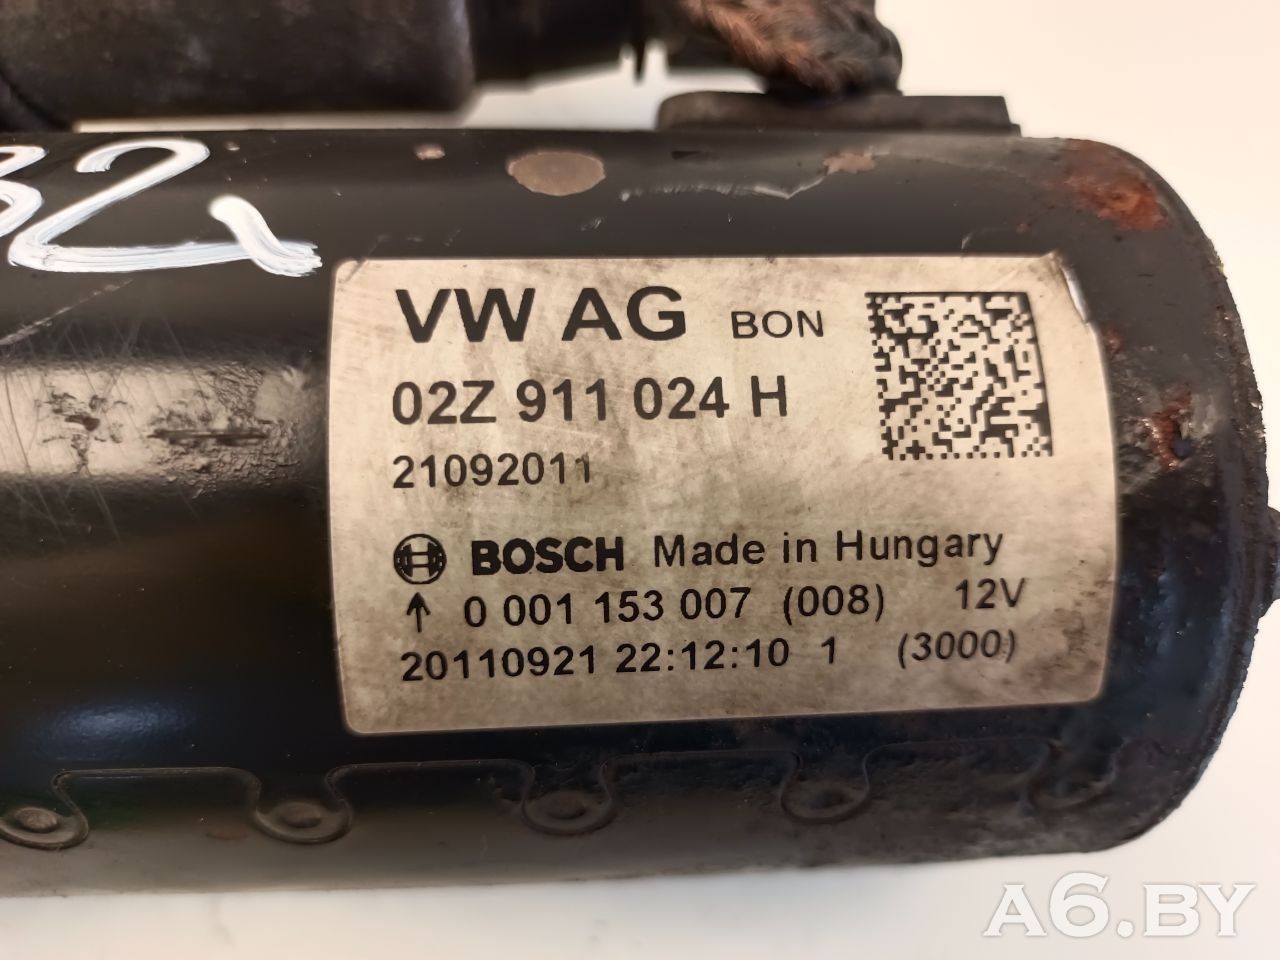 32
VW AG BON
02Z 911 024 H
21092011
BOSCH Made in Hungary
↑ 0 001 153 007 (008) 12V
20110921 22:12:10 1 (3000)
A6.BY